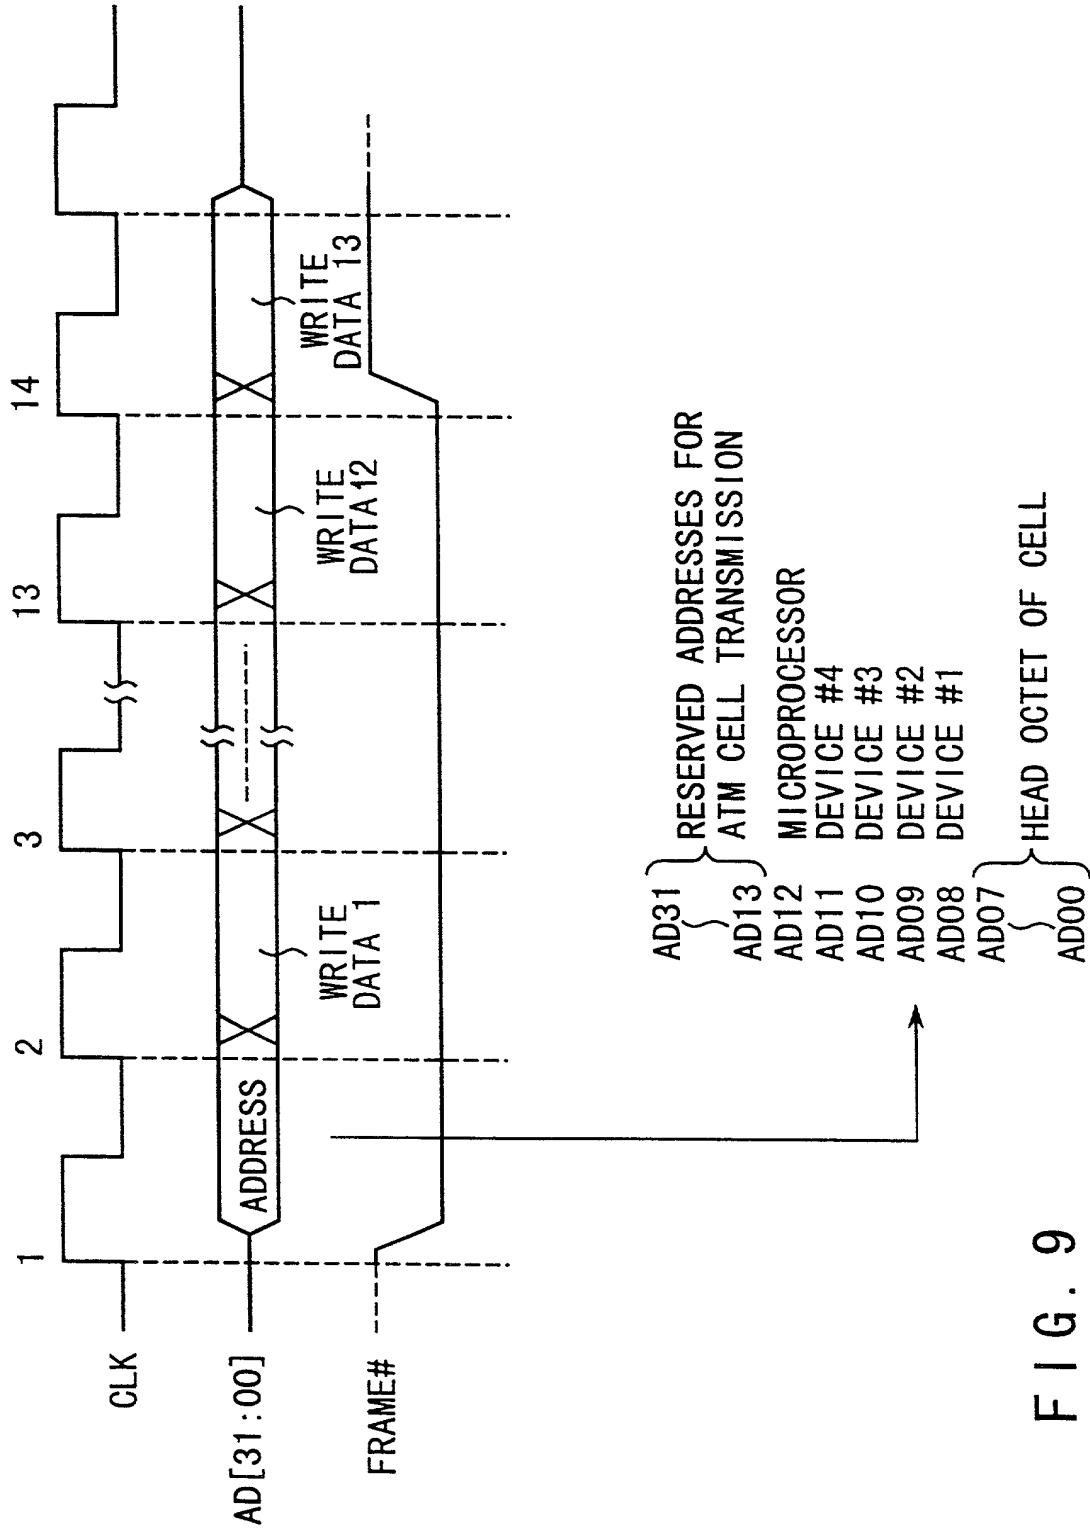 1 2 3 13 14
CLK
AD[31:00]
ADDRESS
WRITE
DATA 1
WRITE
DATA12
WRITE
DATA 13
FRAME#
AD31
AD13
RESERVED ADDRESSES FOR
ATM CELL TRANSMISSION
AD12 MICROPROCESSOR
AD11 DEVICE #4
AD10 DEVICE #3
AD09 DEVICE #2
AD08 DEVICE #1
AD07
AD00
HEAD OCTET OF CELL
FIG. 9